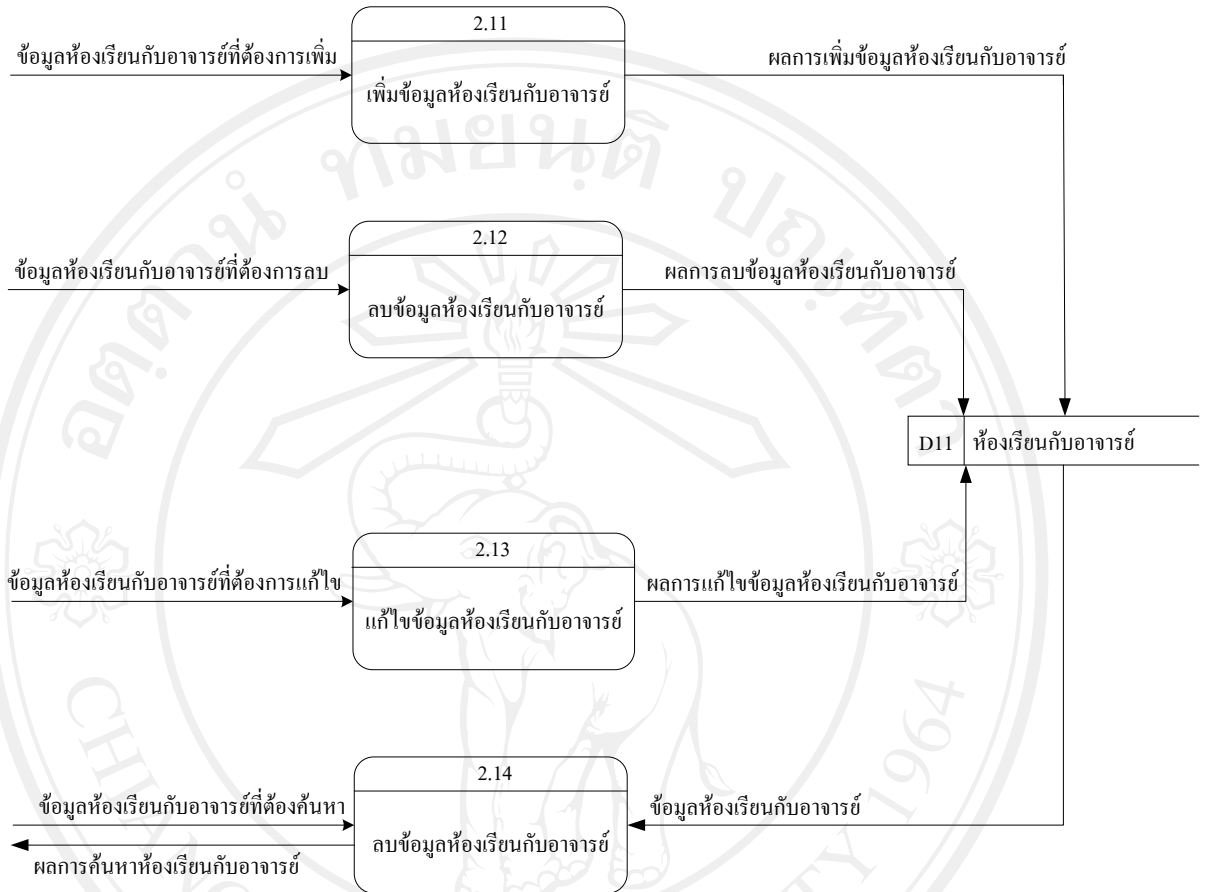 2.11
ข้อมูลห้องเรียนกับอาจารย์ที่ต้องการเพิ่ม
ผลการเพิ่มข้อมูลห้องเรียนกับอาจารย์
เพิ่มข้อมูลห้องเรียนกับอาจารย์
อตฺตานํ ทมยนฺติ ปณฺฑิตา
2.12
ข้อมูลห้องเรียนกับอาจารย์ที่ต้องการลบ
ผลการลบข้อมูลห้องเรียนกับอาจารย์
ลบข้อมูลห้องเรียนกับอาจารย์
D11 ห้องเรียนกับอาจารย์
2.13
ข้อมูลห้องเรียนกับอาจารย์ที่ต้องการแก้ไข
ผลการแก้ไขข้อมูลห้องเรียนกับอาจารย์
แก้ไขข้อมูลห้องเรียนกับอาจารย์
2.14
ข้อมูลห้องเรียนกับอาจารย์ที่ต้องค้นหา
ข้อมูลห้องเรียนกับอาจารย์
ลบข้อมูลห้องเรียนกับอาจารย์
ผลการค้นหาห้องเรียนกับอาจารย์
1964